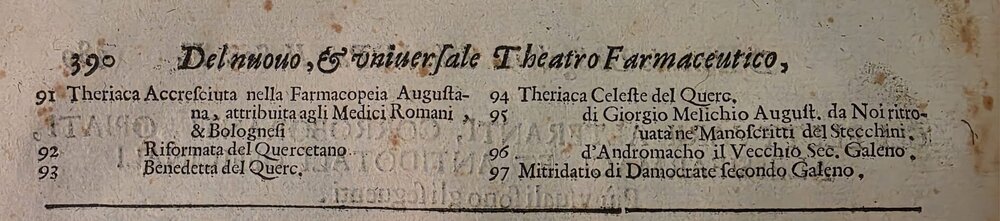 390 Del nuouo, & vniuersale Theatro Farmaceutico,
91 Theriaca Accresciuta nella Farmacopeia Augusta-
na, attribuita agli Medici Romani,
& Bolognesi
92 Riformata del Quercetano
93 Benedetta del Querc.
94 Theriaca Celeste del Querc.
95 di Giorgio Melichio August. da Noi ritro-
uata ne' Manoscritti del Stecchini.
96 d'Andromacho il Vecchio Sec. Galeno.
97 Mitridatio di Damocrate secondo Galeno.